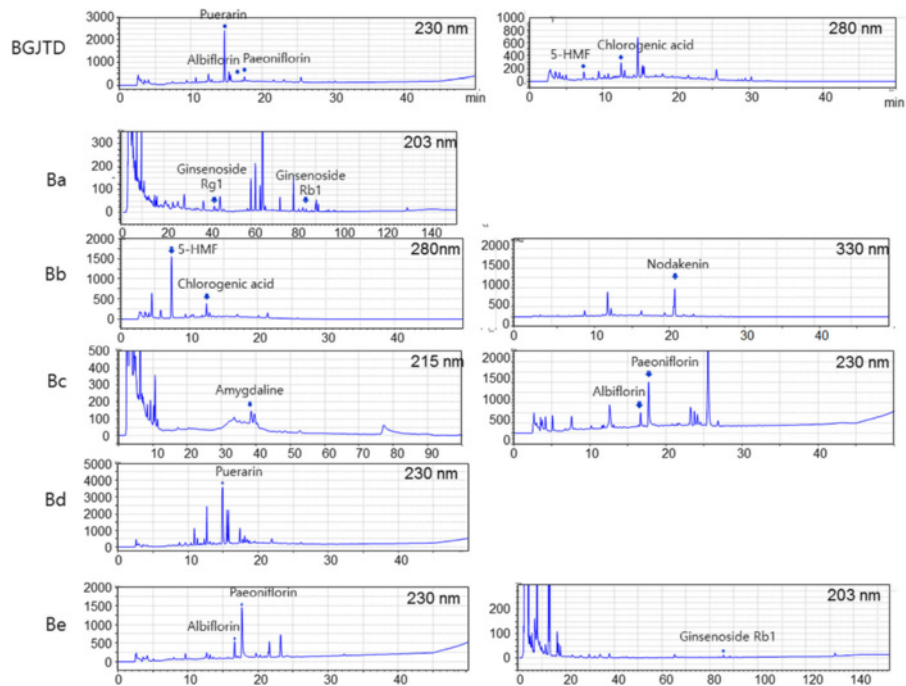 BGJTD
3000
2000
1000
0
230 nm
Puerarin
Albiflorin
Paeoniflorin
0 10 20 30 40
min
1000
800
600
400
200
0
280 nm
5-HMF
Chlorogenic acid
0 10 20 30 40
min
Ba
300
200
100
0
203 nm
Ginsenoside
Rg1
Ginsenoside
Rb1
0 20 40 60 80 100 120 140
Bb
2000
1500
1000
500
0
280nm
5-HMF
Chlorogenic acid
0 10 20 30 40
2000
1500
1000
500
0
330 nm
Nodakenin
0 10 20 30 40
Bc
500
400
300
200
100
0
215 nm
Amygdaline
10 20 30 40 50 60 70 80 90
2000
1500
1000
500
0
230 nm
Paeoniflorin
Albiflorin
0 10 20 30 40
Bd
5000
4000
3000
2000
1000
0
230 nm
Puerarin
0 10 20 30 40
Be
2000
1500
1000
500
0
230 nm
Paeoniflorin
Albiflorin
0 10 20 30 40
200
100
0
203 nm
Ginsenoside Rb1
0 20 40 60 80 100 120 140